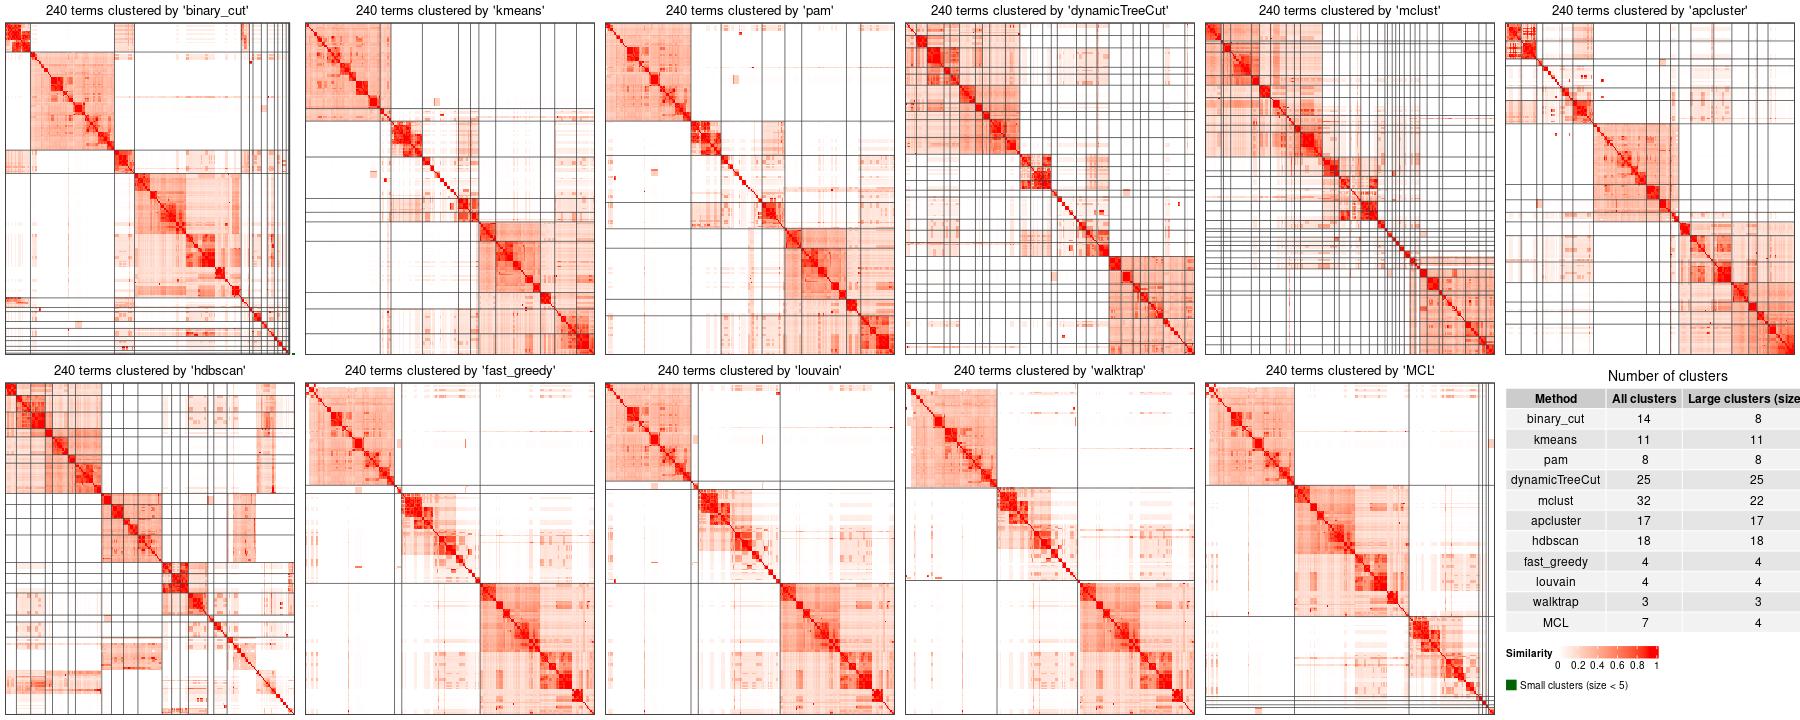 240 terms clustered by 'binary_cut'
240 terms clustered by 'kmeans'
240 terms clustered by 'pam'
240 terms clustered by 'dynamicTreeCut'
240 terms clustered by 'mclust'
240 terms clustered by 'apcluster'
240 terms clustered by 'hdbscan'
240 terms clustered by 'fast_greedy'
240 terms clustered by 'louvain'
240 terms clustered by 'walktrap'
240 terms clustered by 'MCL'
Number of clusters
Method All clusters Large clusters (size
binary_cut 14 8
kmeans 11 11
pam 8 8
dynamicTreeCut 25 25
mclust 32 22
apcluster 17 17
hdbscan 18 18
fast_greedy 4 4
louvain 4 4
walktrap 3 3
MCL 7 4
Similarity
0 0.2 0.4 0.6 0.8 1
Small clusters (size < 5)